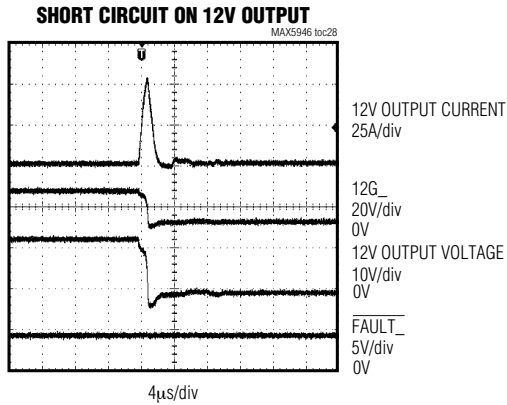 SHORT CIRCUIT ON 12V OUTPUT
MAX5946 toc28
T
12V OUTPUT CURRENT
25A/div
12G_
20V/div
0V
12V OUTPUT VOLTAGE
10V/div
0V
FAULT_
5V/div
0V
4μs/div